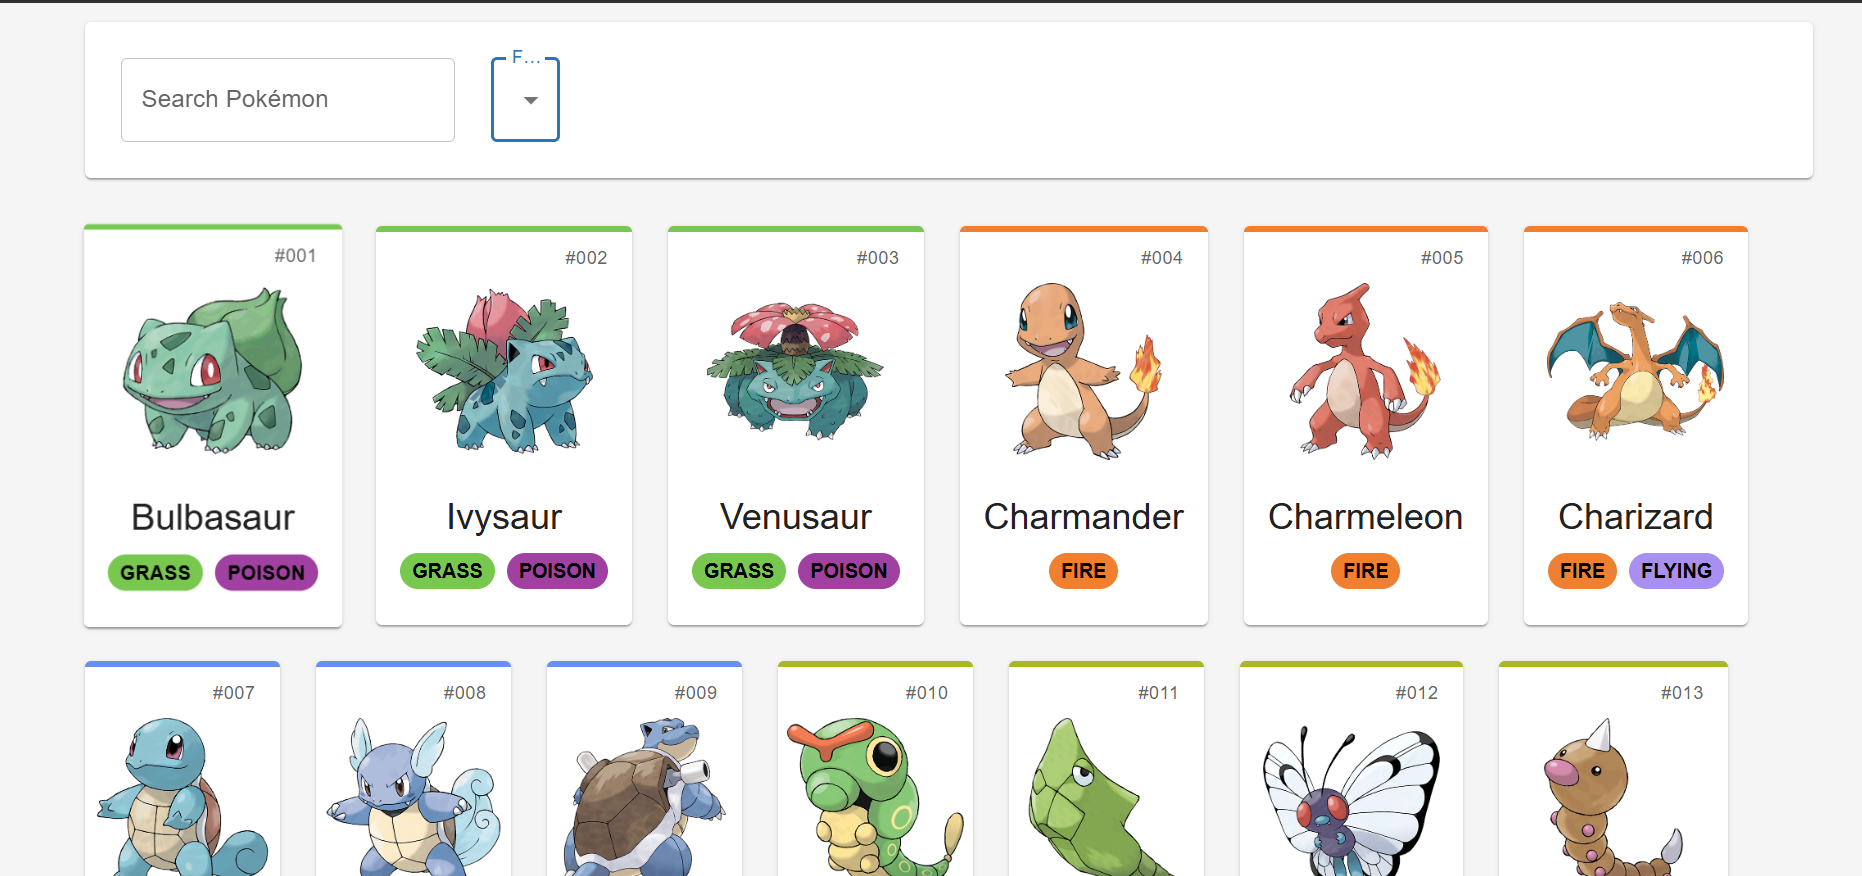 F...
Search Pokémon
#001
#002
#003
#004
#005
#006
Bulbasaur
Ivysaur
Venusaur
Charmander
Charmeleon
Charizard
GRASS POISON
GRASS POISON
GRASS POISON
FIRE
FIRE
FIRE FLYING
#007
#008
#009
#010
#011
#012
#013